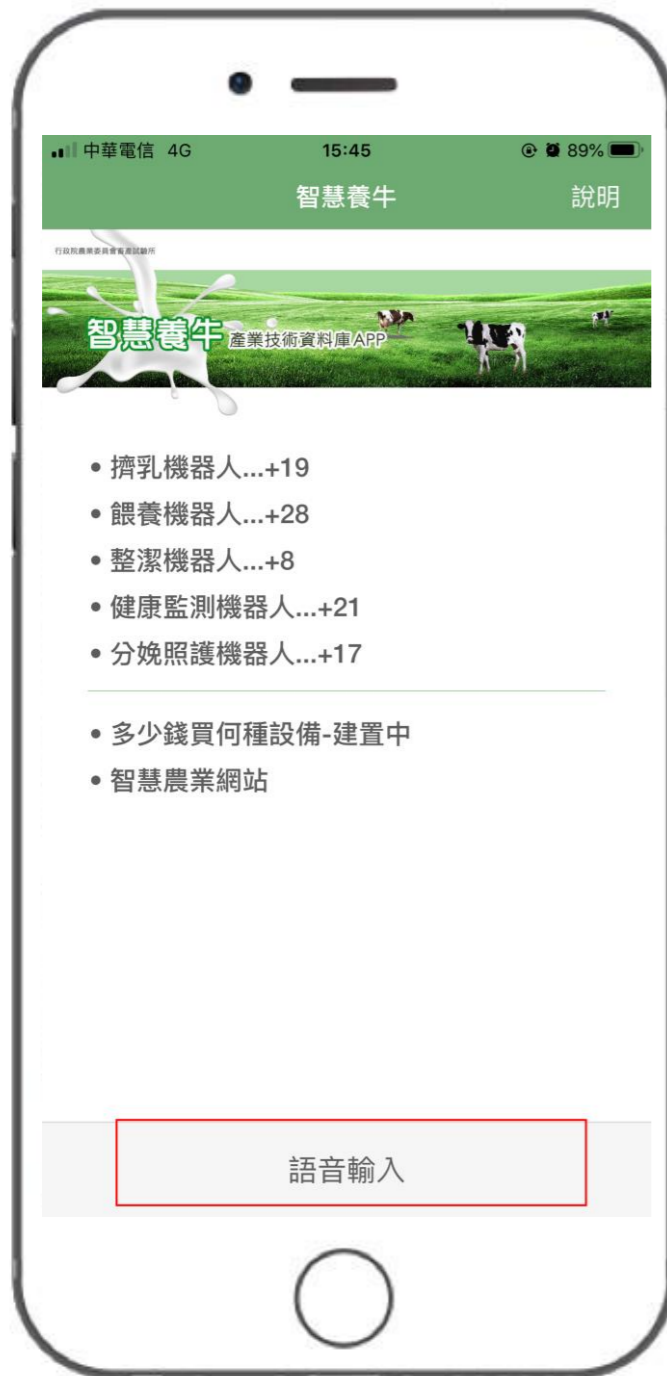 中華電信 4G 15:45 89%
智慧養牛 說明
行政院農業委員會畜產試驗所
智慧養牛 產業技術資料庫APP
• 擠乳機器人...+19
• 餵養機器人...+28
• 整潔機器人...+8
• 健康監測機器人...+21
• 分娩照護機器人...+17
• 多少錢買何種設備-建置中
• 智慧農業網站
語音輸入